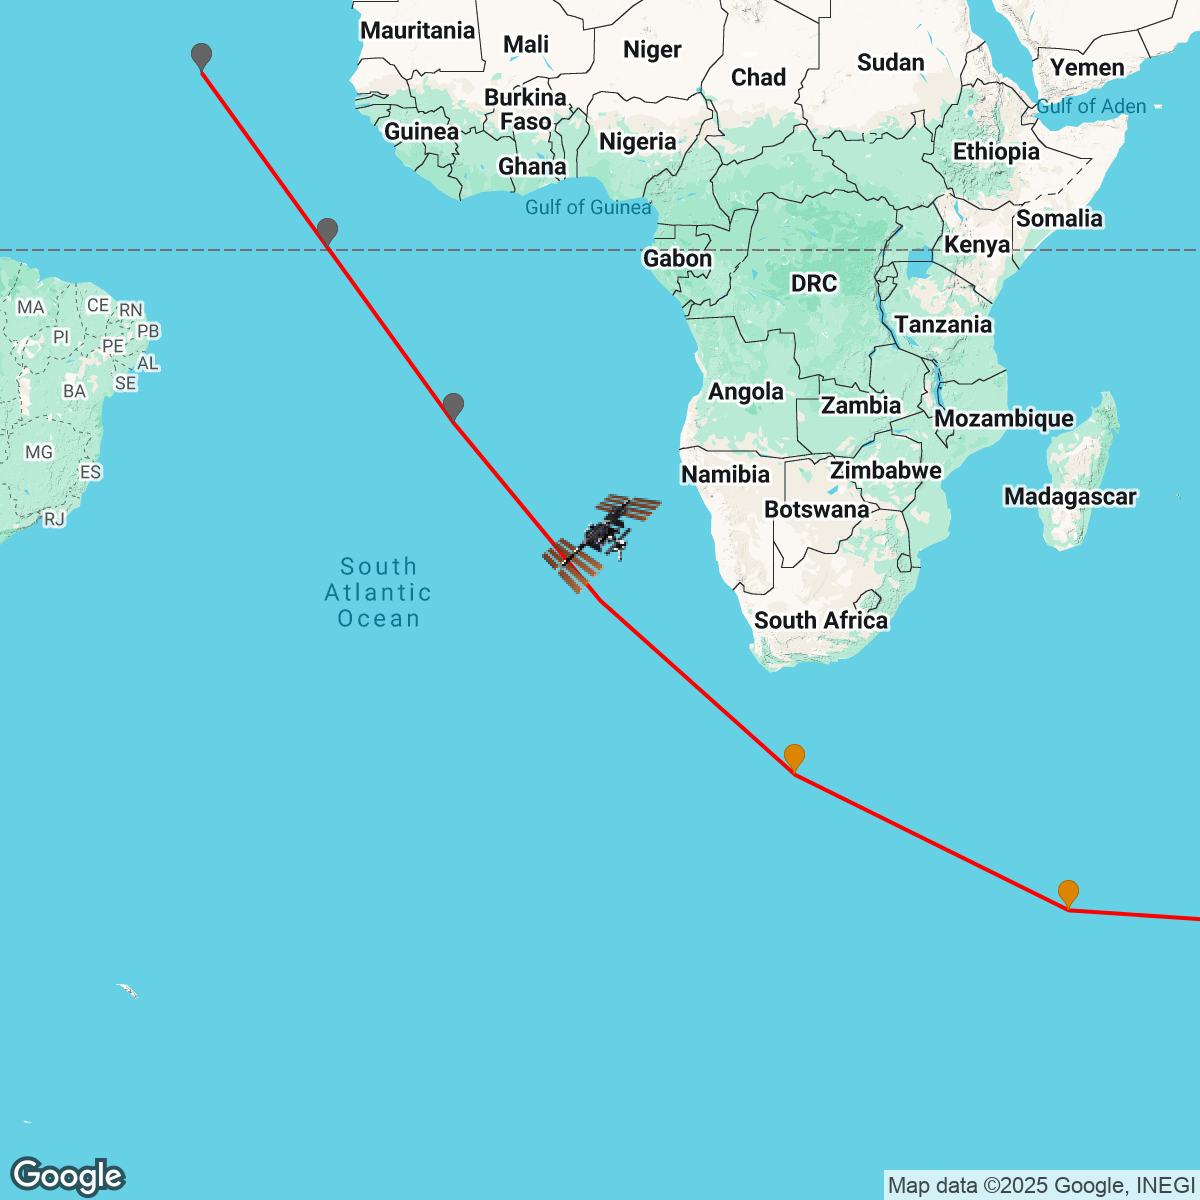 Mauritania
Mali
Niger
Chad
Sudan
Yemen
Gulf of Aden
Burkina
Faso
Guinea
Nigeria
Ghana
Ethiopia
Gulf of Guinea
Somalia
Kenya
Gabon
DRC
MA
CE
RN
PB
PI
PE
AL
SE
BA
Tanzania
Angola
Zambia
Mozambique
MG
ES
RJ
Namibia
Zimbabwe
Botswana
Madagascar
South
Atlantic
Ocean
South Africa
Google
Map data ©2025 Google, INEGI